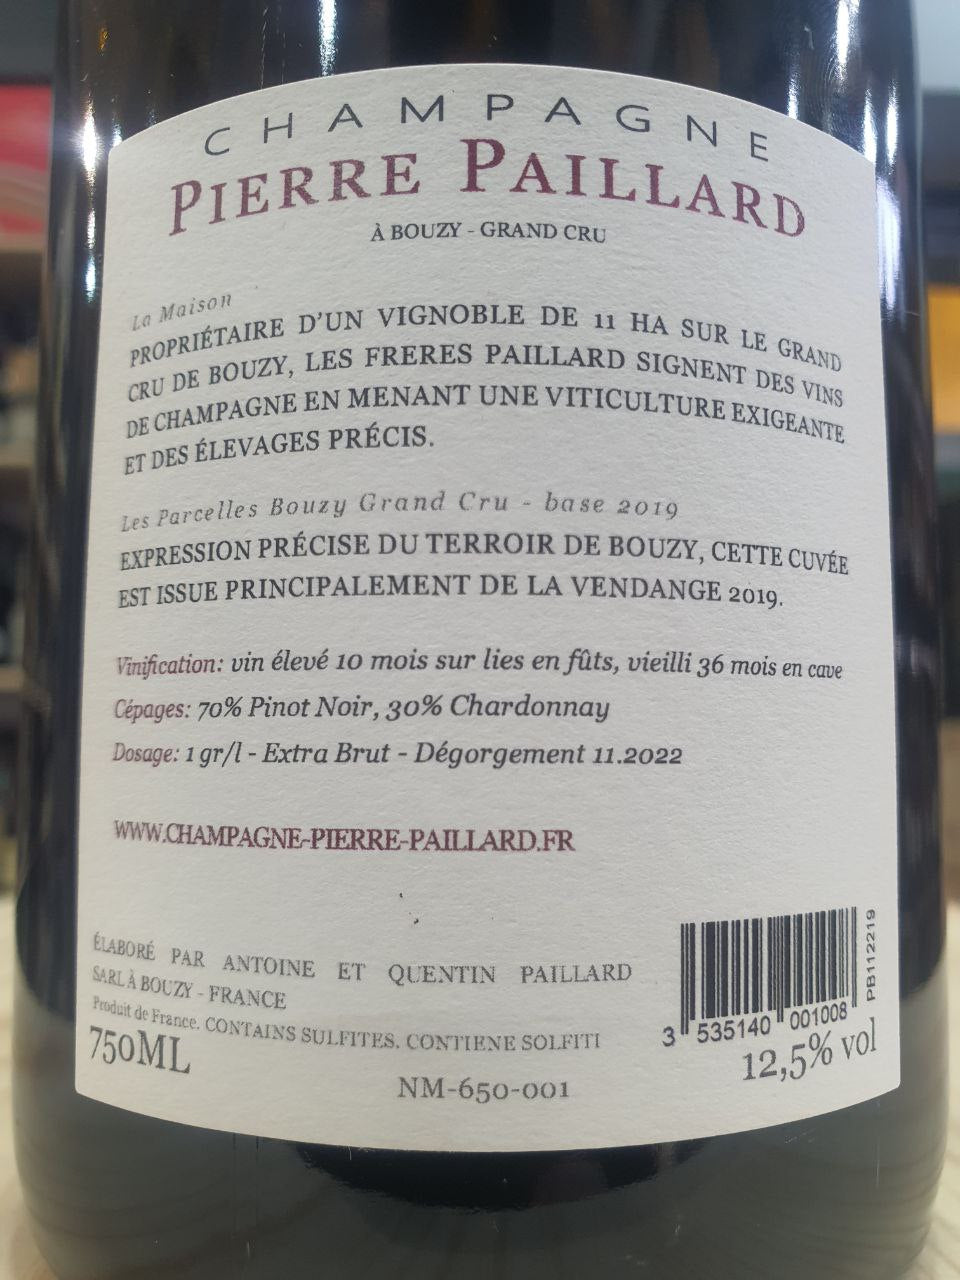 CHAMPAGNE
PIERRE PAILLARD
À BOUZY - GRAND CRU
La Maison
PROPRIÉTAIRE D'UN VIGNOBLE DE 11 HA SUR LE GRAND
CRU DE BOUZY, LES FRERES PAILLARD SIGNENT DES VINS
DE CHAMPAGNE EN MENANT UNE VITICULTURE EXIGEANTE
ET DES ÉLEVAGES PRÉCIS.
Les Parcelles Bouzy Grand Cru - base 2019
EXPRESSION PRÉCISE DU TERROIR DE BOUZY, CETTE CUVÉE
EST ISSUE PRINCIPALEMENT DE LA VENDANGE 2019.
Vinification: vin élevé 10 mois sur lies en fûts, vieilli 36 mois en cave
Cépages: 70% Pinot Noir, 30% Chardonnay
Dosage: 1 gr/l - Extra Brut - Dégorgement 11.2022
WWW.CHAMPAGNE-PIERRE-PAILLARD.FR
ÉLABORÉ PAR ANTOINE ET QUENTIN PAILLARD
SARL À BOUZY - FRANCE
Produit de France. CONTAINS SULFITES. CONTIENE SOLFITI
750ML
NM-650-001
3 535140 001008
PB112219
12,5% vol